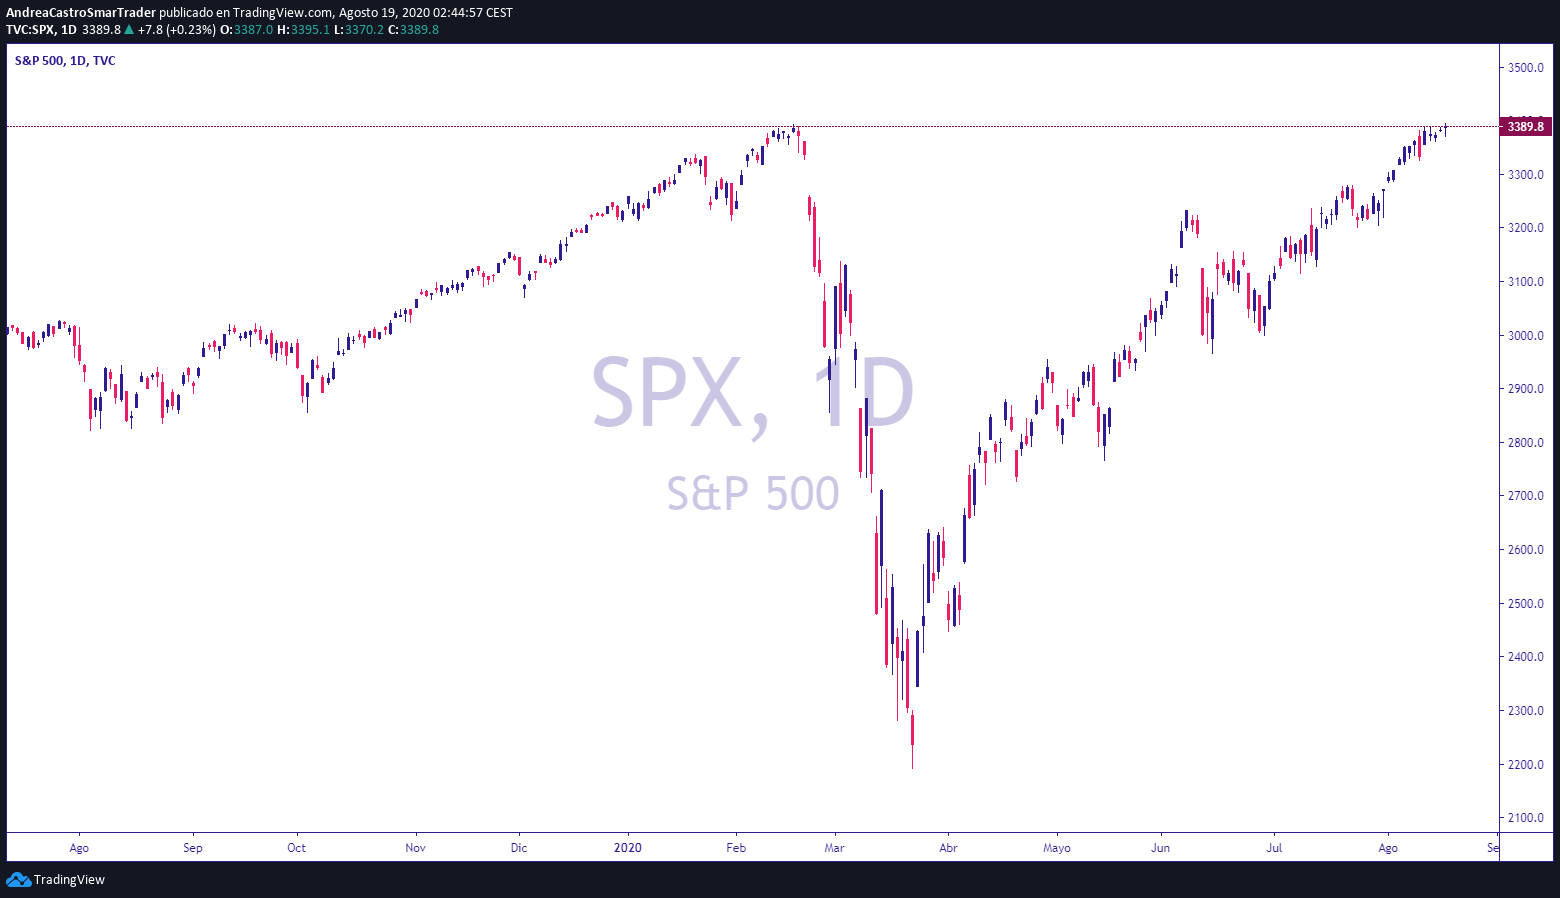 AndreaCastroSmarTrader publicado en TradingView.com, Agosto 19, 2020 02:44:57 CEST
TVC:SPX, 1D 3389.8 ▲ +7.8 (+0.23%) O:3387.0 H:3395.1 L:3370.2 C:3389.8
S&P 500, 1D, TVC
3500.0
3389.8
3300.0
3200.0
3100.0
3000.0
2900.0
2800.0
2700.0
2600.0
2500.0
2400.0
2300.0
2200.0
2100.0
SPX, 1D
S&P 500
Ago Sep Oct Nov Dic 2020 Feb Mar Abr Mayo Jun Jul Ago Se
TradingView